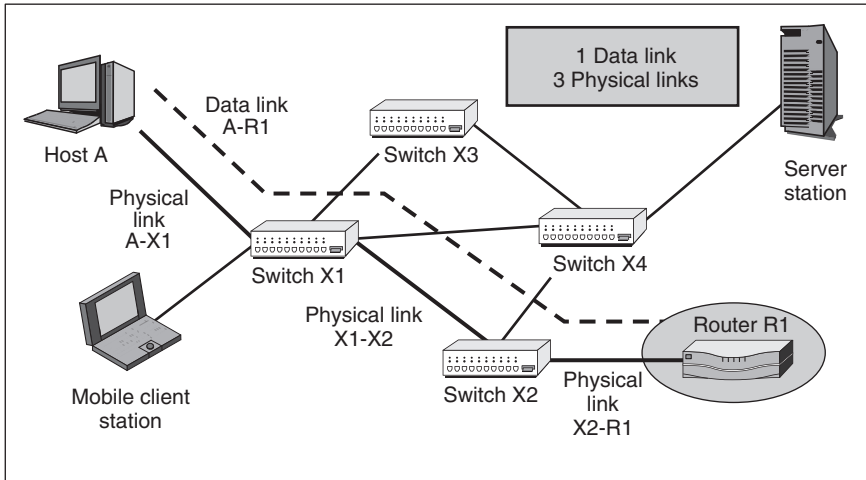 1 Data link
3 Physical links
Data link
A-R1
Host A
Switch X3
Server
station
Physical
link
A-X1
Switch X1
Switch X4
Physical link
X1-X2
Router R1
Mobile client
station
Switch X2
Physical
link
X2-R1